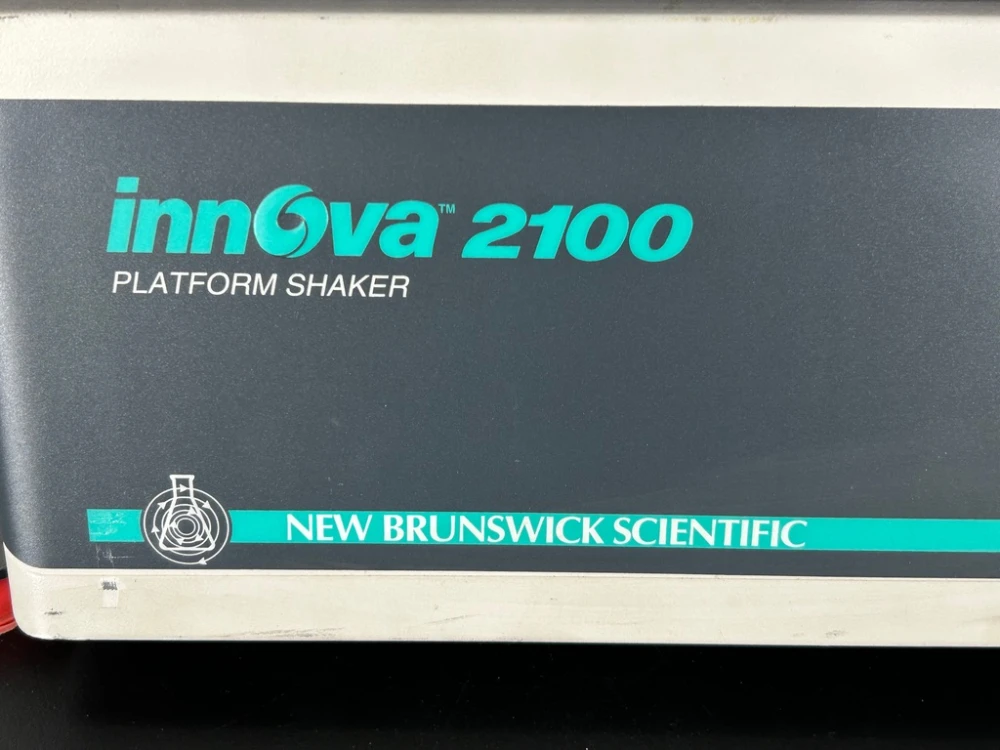 innova™ 2100
PLATFORM SHAKER
NEW BRUNSWICK SCIENTIFIC